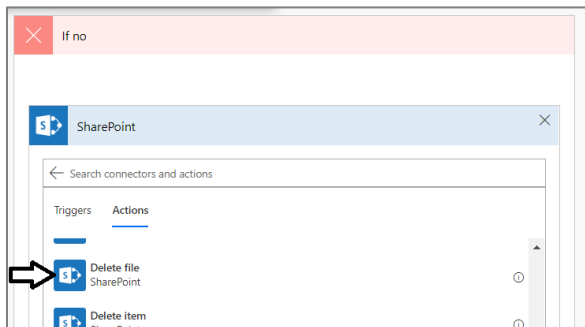 If no
SharePoint
Search connectors and actions
Triggers Actions
Delete file
SharePoint
Delete item